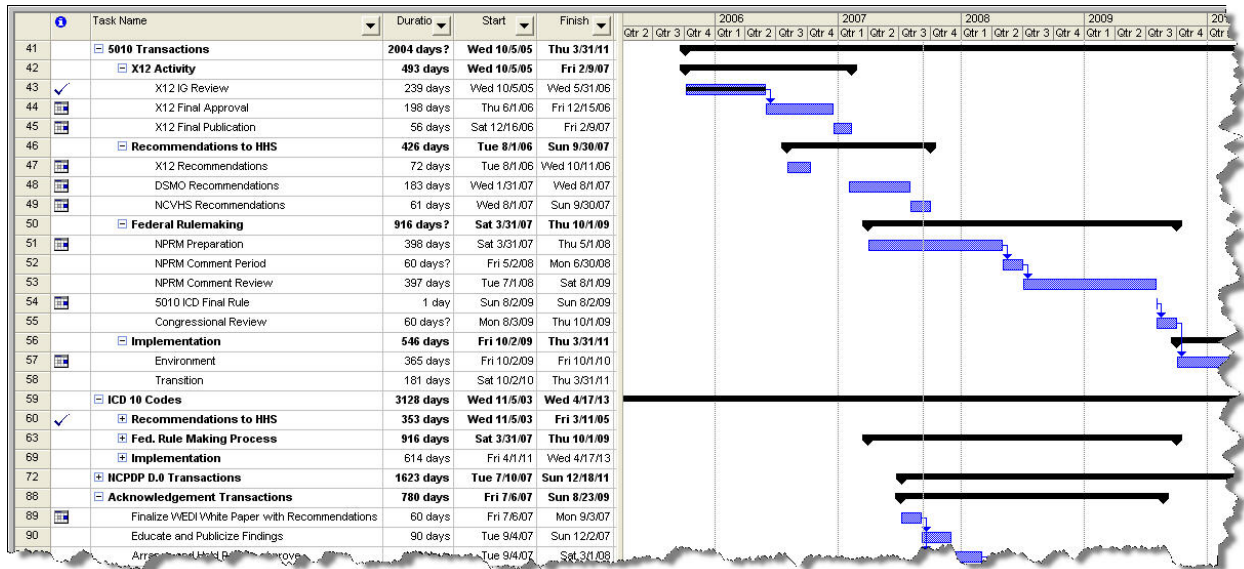 Task Name Duratio Start Finish 2006 2007 2008 2009
Qtr 2 Qtr 3 Qtr 4 Qtr 1 Qtr 2 Qtr 3 Qtr 4 Qtr 1 Qtr 2 Qtr 3 Qtr 4 Qtr 1 Qtr 2 Qtr 3 Qtr 4 Qtr 1 Qtr 2 Qtr 3 Qtr 4
41 5010 Transactions 2004 days? Wed 10/5/05 Thu 3/31/11
42 X12 Activity 493 days Wed 10/5/05 Fri 2/9/07
43 X12 IG Review 239 days Wed 10/5/05 Wed 5/31/06
44 X12 Final Approval 198 days Thu 6/1/06 Fri 12/15/06
45 X12 Final Publication 56 days Sat 12/16/06 Fri 2/9/07
46 Recommendations to HHS 426 days Tue 8/1/06 Sun 9/30/07
47 X12 Recommendations 72 days Tue 8/1/06 Wed 10/11/06
48 DSMO Recommendations 183 days Wed 1/31/07 Wed 8/1/07
49 NCVHS Recommendations 61 days Wed 8/1/07 Sun 9/30/07
50 Federal Rulemaking 916 days? Sat 3/31/07 Thu 10/1/09
51 NPRM Preparation 398 days Sat 3/31/07 Thu 5/1/08
52 NPRM Comment Period 60 days? Fri 5/2/08 Mon 6/30/08
53 NPRM Comment Review 397 days Tue 7/1/08 Sat 8/1/09
54 5010 ICD Final Rule 1 day Sun 8/2/09 Sun 8/2/09
55 Congressional Review 60 days? Mon 8/3/09 Thu 10/1/09
56 Implementation 546 days Fri 10/2/09 Thu 3/31/11
57 Environment 365 days Fri 10/2/09 Fri 10/1/10
58 Transition 181 days Sat 10/2/10 Thu 3/31/11
59 ICD 10 Codes 3128 days Wed 11/5/03 Wed 4/17/13
60 Recommendations to HHS 353 days Wed 11/5/03 Fri 3/11/05
63 Fed. Rule Making Process 916 days Sat 3/31/07 Thu 10/1/09
69 Implementation 614 days Fri 4/1/11 Wed 4/17/13
72 NCPDP D.0 Transactions 1623 days Tue 7/10/07 Sun 12/18/11
88 Acknowledgement Transactions 780 days Fri 7/6/07 Sun 8/23/09
89 Finalize WEDI White Paper with Recommendations 60 days Fri 7/6/07 Mon 9/3/07
90 Educate and Publicize Findings 90 days Tue 9/4/07 Sun 12/2/07
Tue 9/4/07 Sat 3/1/08